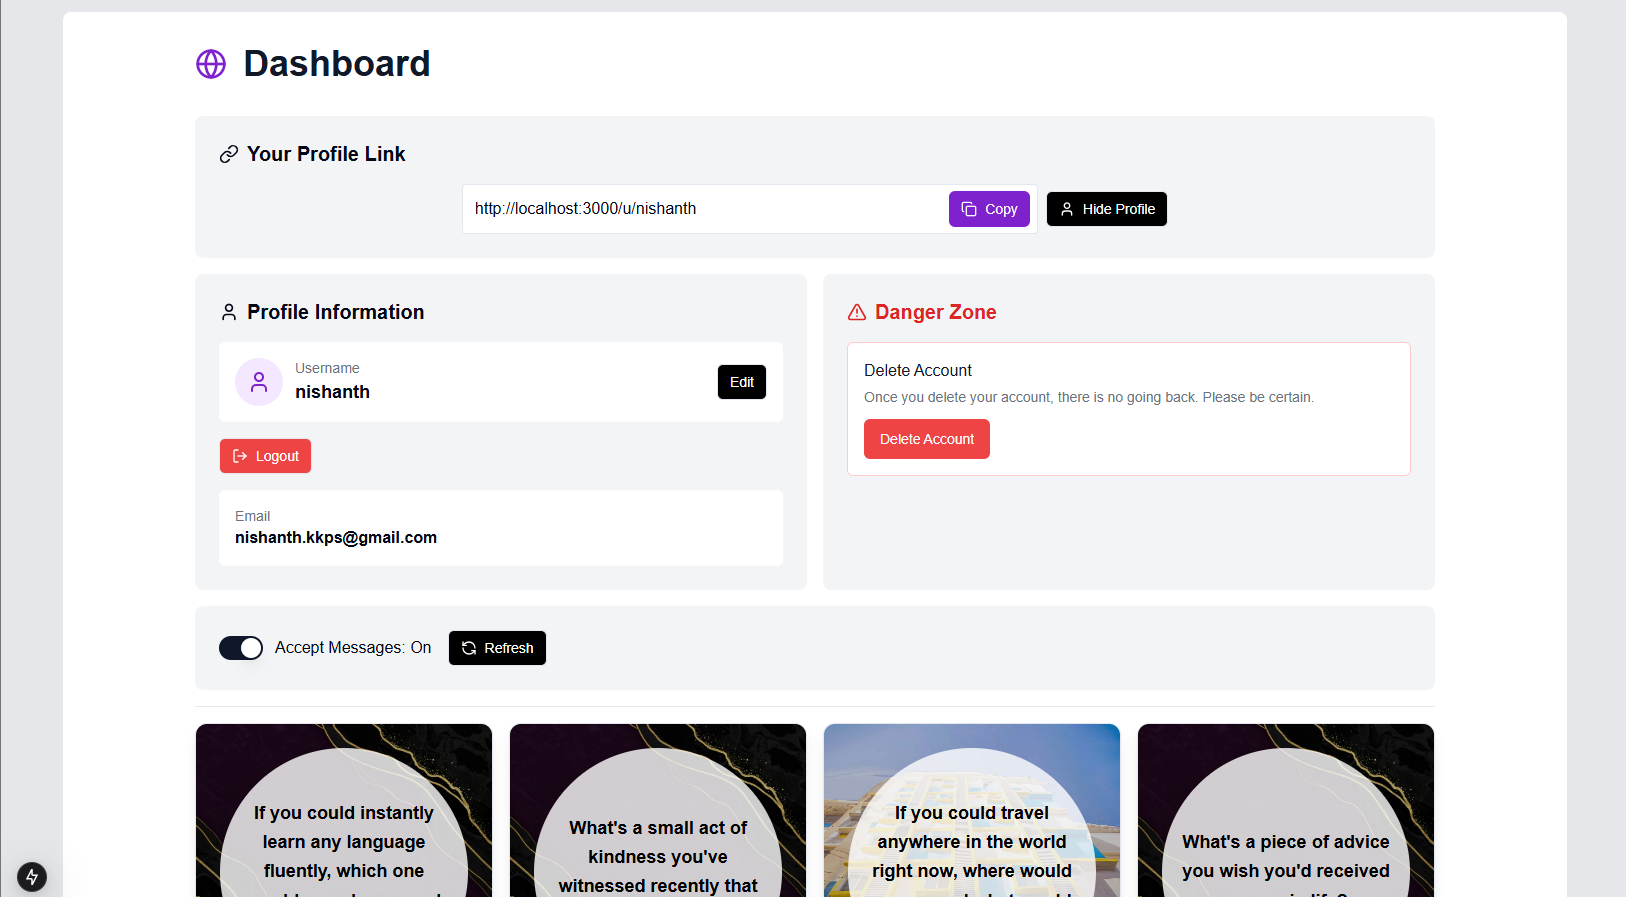 Dashboard
Your Profile Link
http://localhost:3000/u/nishanth
Copy
Hide Profile
Profile Information
Username
nishanth
Edit
Logout
Email
nishanth.kkps@gmail.com
Danger Zone
Delete Account
Once you delete your account, there is no going back. Please be certain.
Delete Account
Accept Messages: On
Refresh
If you could instantly
learn any language
fluently, which one
What's a small act of
kindness you've
witnessed recently that
If you could travel
anywhere in the world
right now, where would
What's a piece of advice
you wish you'd received